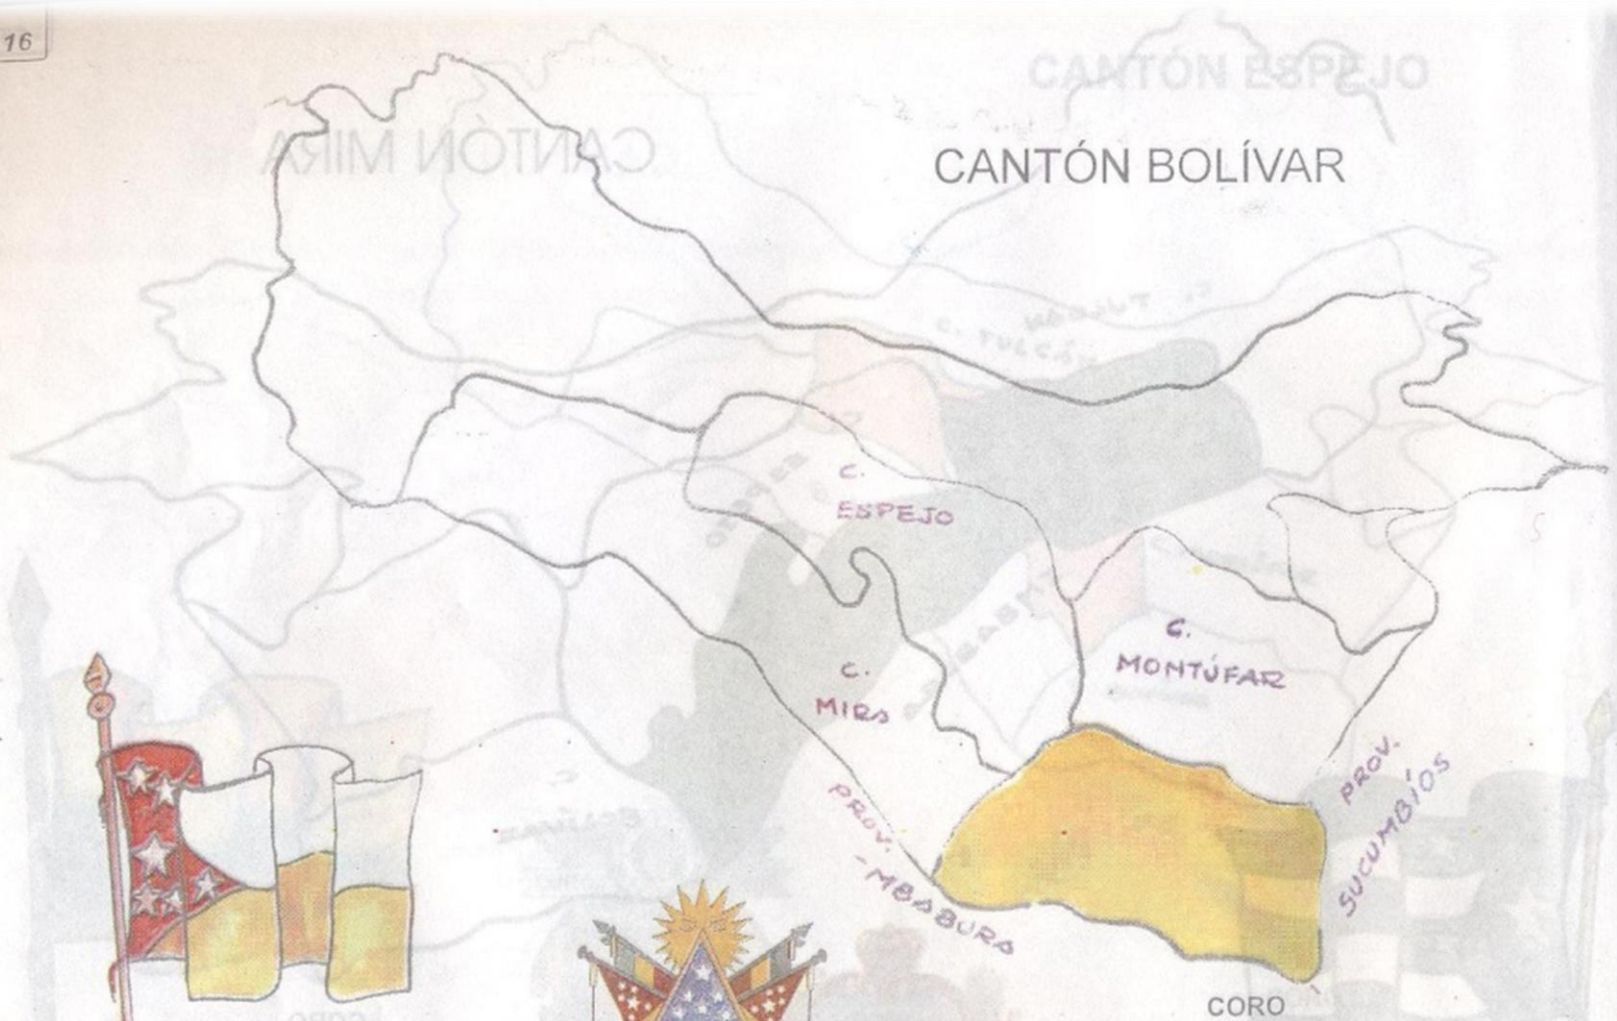 16
CANTÓN ESPEJO
CANTÓN MIRA
CANTÓN BOLÍVAR
C. TULCÁN
C.
ESPEJO
C.
MONTÚFAR
C.
MIRA
PROV.
IMBABURA
PROV.
SUCUMBÍOS
CORO